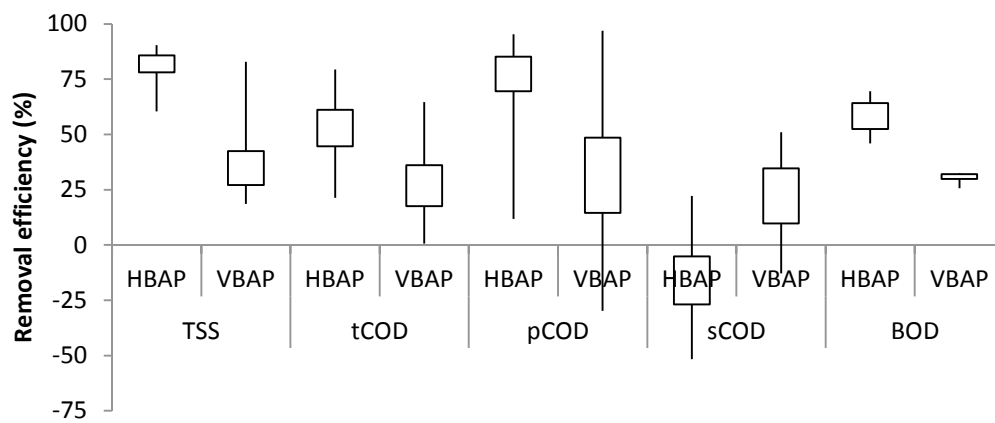 Removal efficiency (%)
100
75
50
25
0
-25
-50
-75
HBAP VBAP HBAP VBAP HBAP VBAP HBAP VBAP HBAP VBAP
TSS tCOD pCOD sCOD BOD